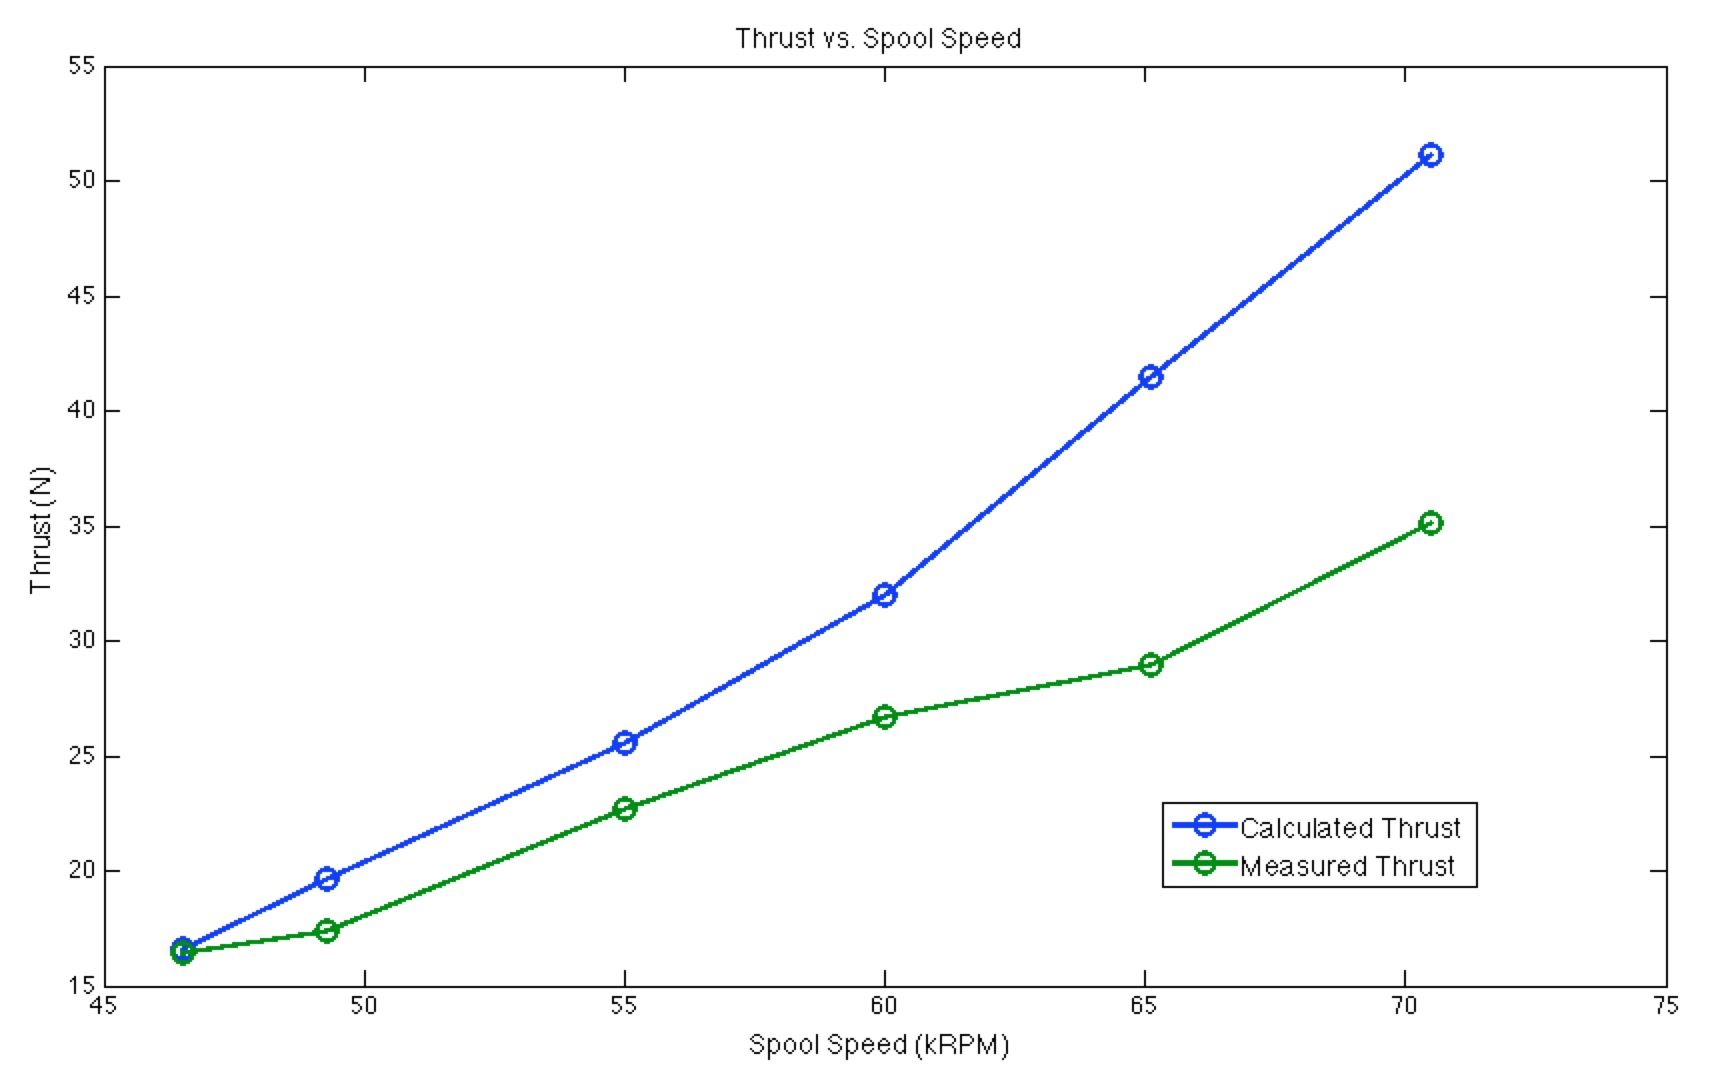 Thrust vs. Spool Speed
55
50
45
40
35
30
25
20
15
Thrust (N)
45 50 55 60 65 70 75
Spool Speed (kRPM)
Calculated Thrust
Measured Thrust